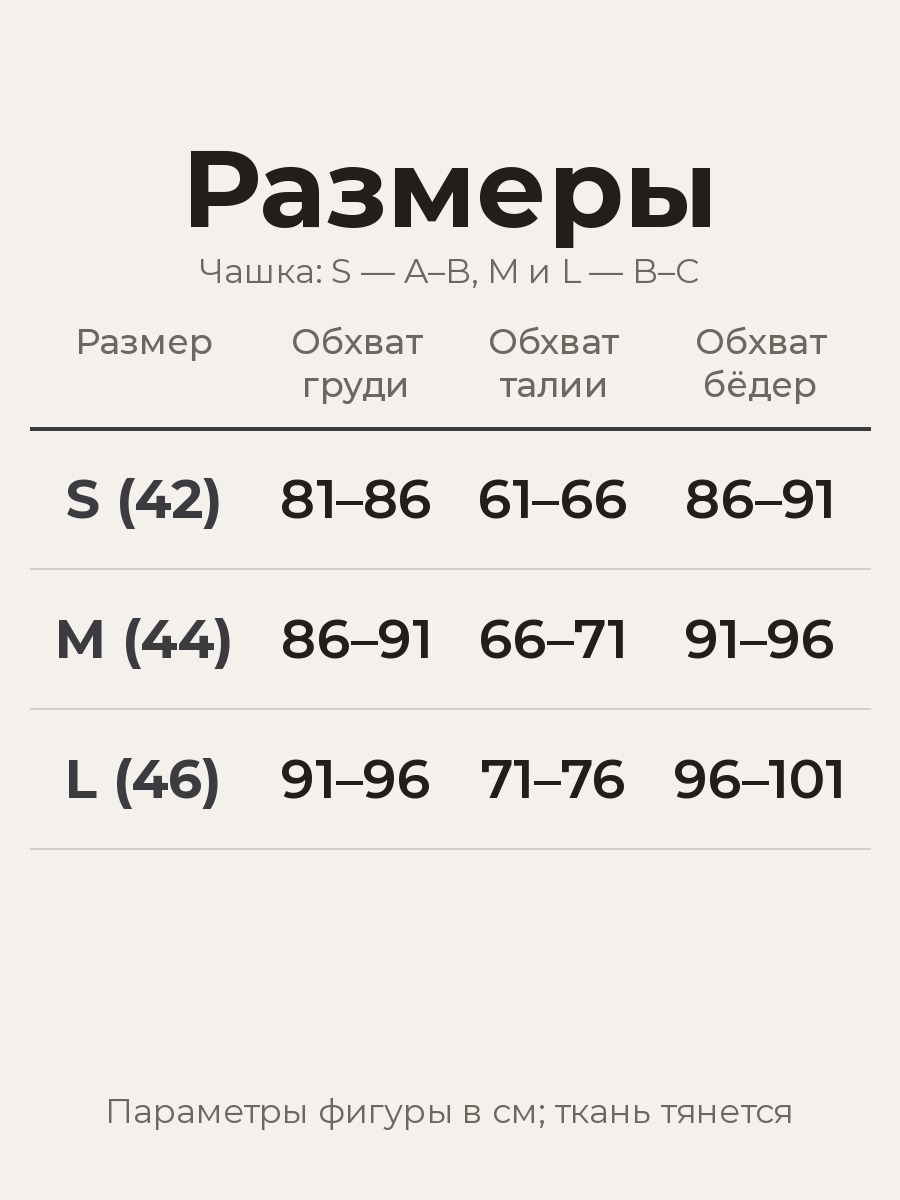 Размеры
Чашка: S — A–B, M и L — B–C
Размер Обхват груди Обхват талии Обхват бёдер
S (42) 81–86 61–66 86–91
M (44) 86–91 66–71 91–96
L (46) 91–96 71–76 96–101
Параметры фигуры в см; ткань тянется